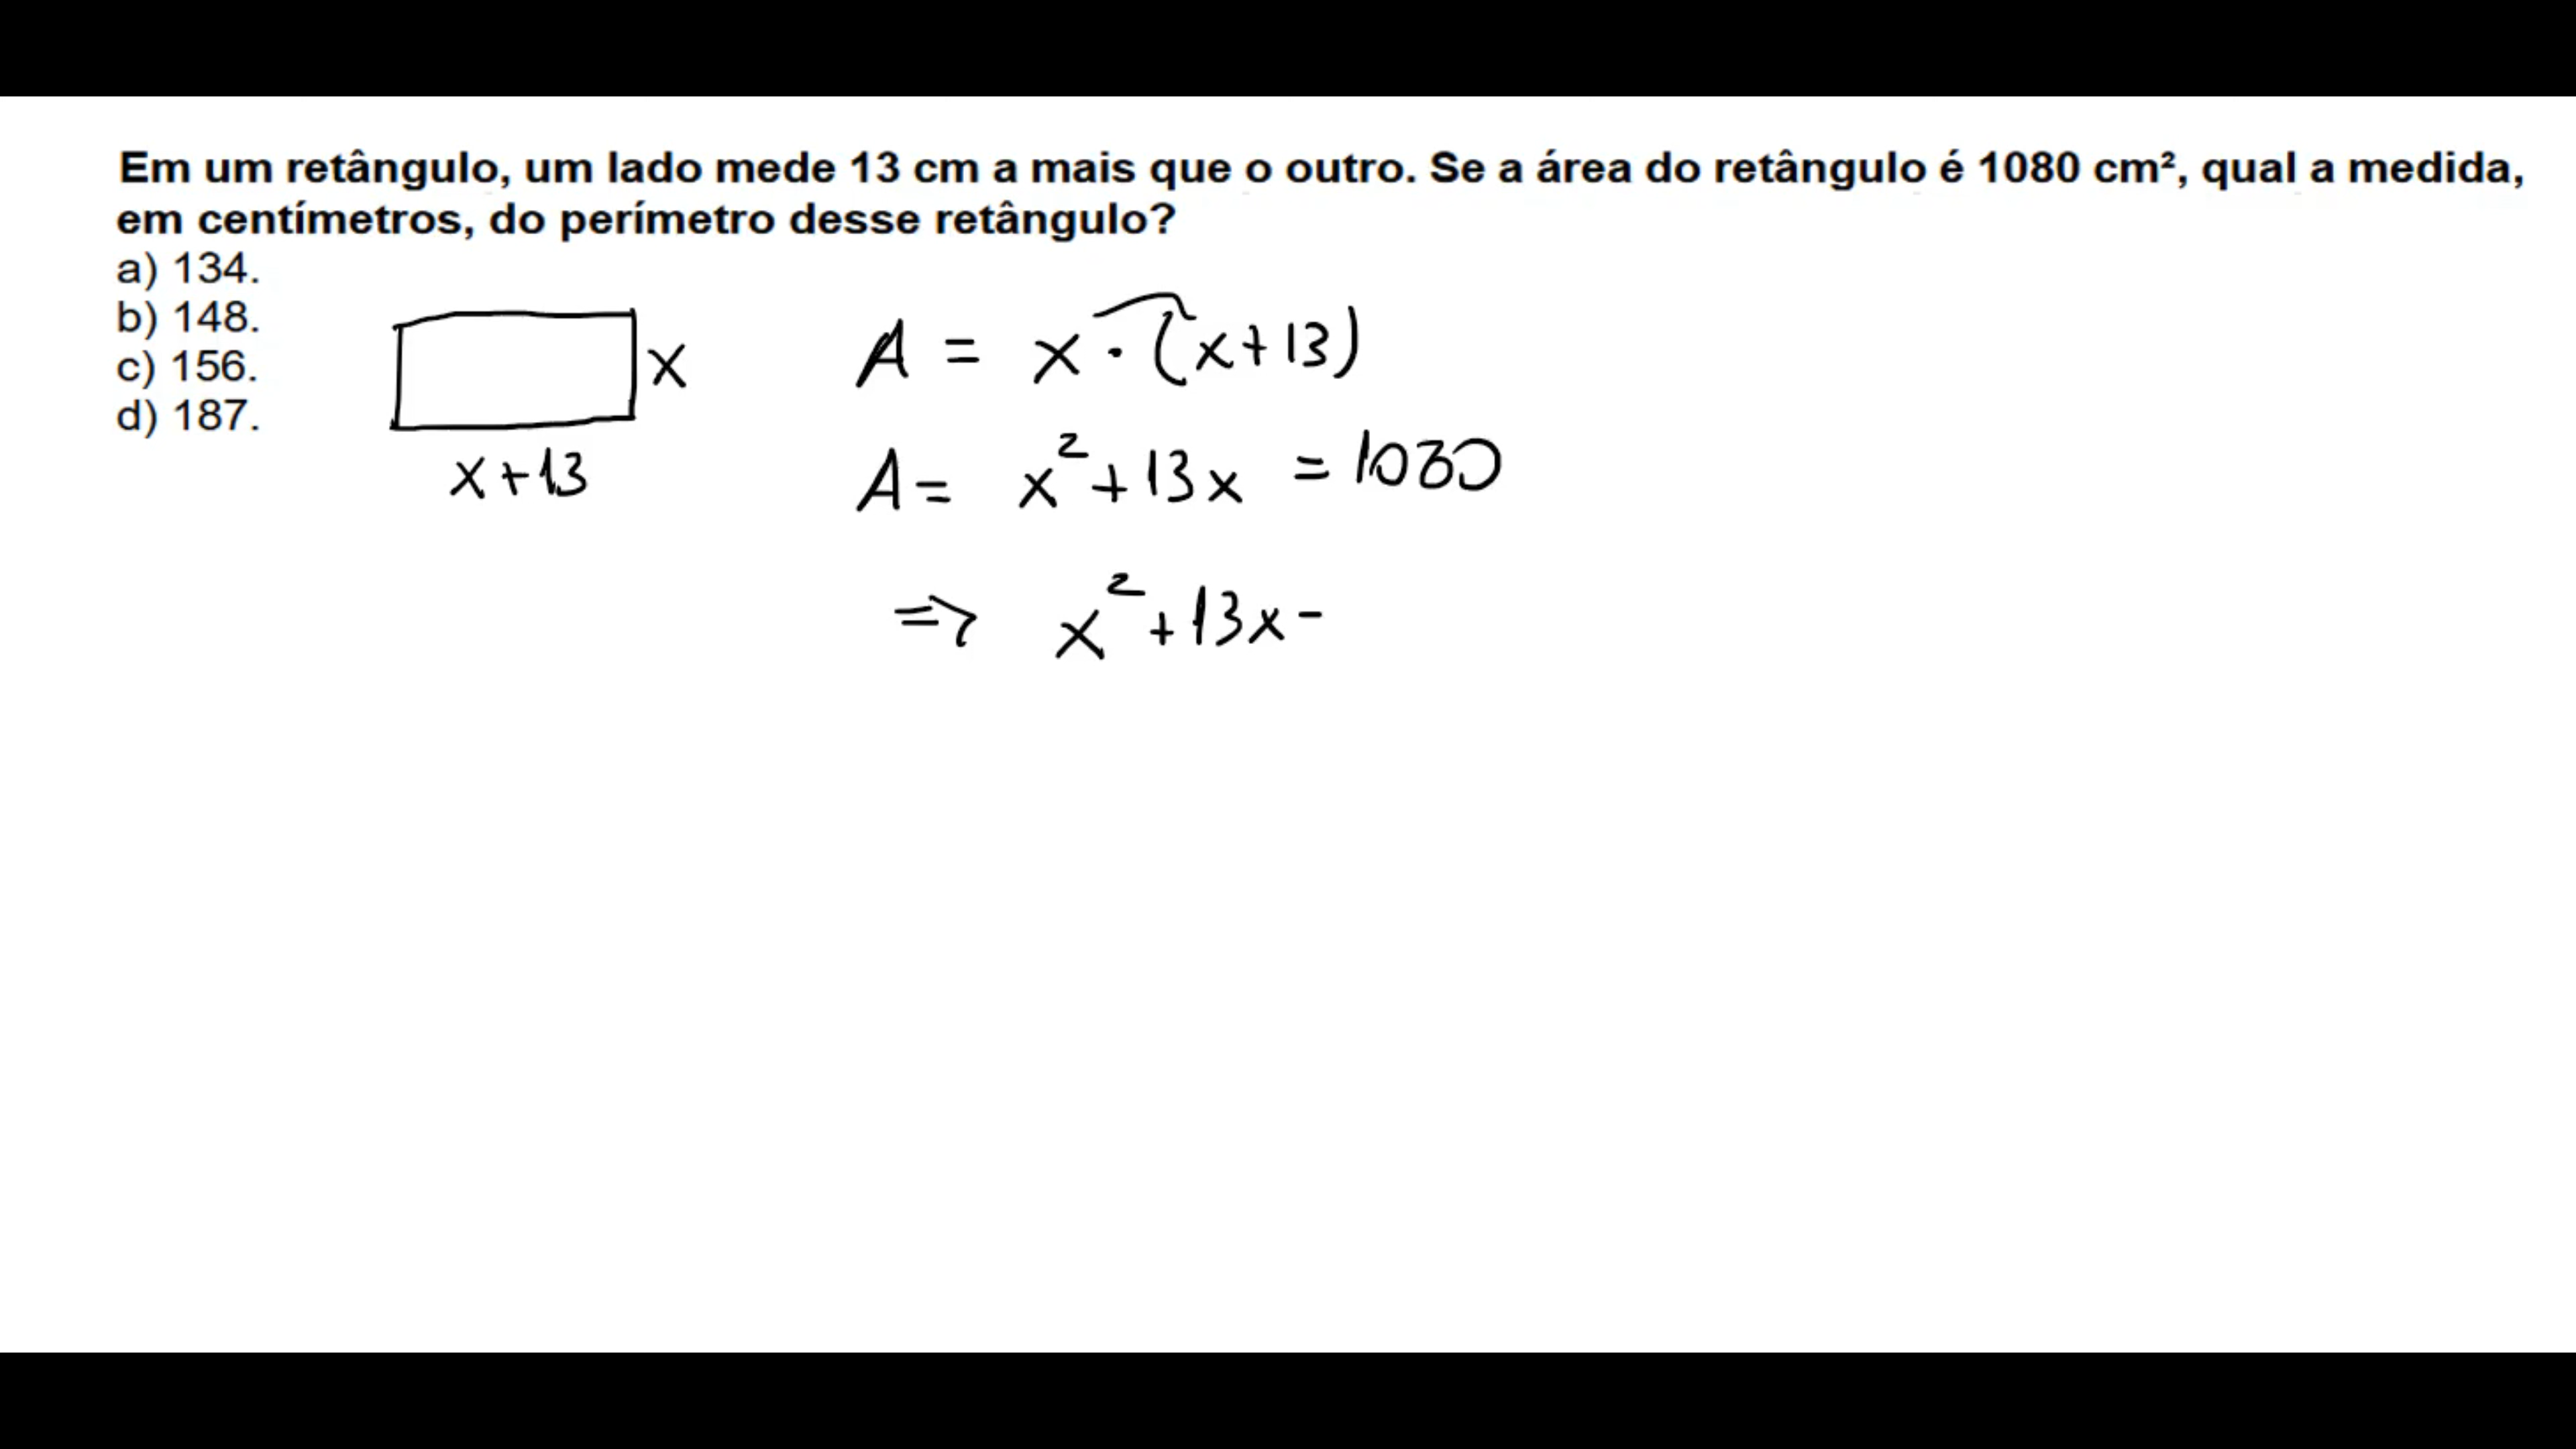 Em um retângulo, um lado mede 13 cm a mais que o outro. Se a área do retângulo é 1080 cm², qual a medida,
em centímetros, do perímetro desse retângulo?
a) 134.
b) 148.
c) 156.
d) 187.
x
x+13
A = x · (x+13)
A = x² + 13x = 1080
=> x² + 13x -